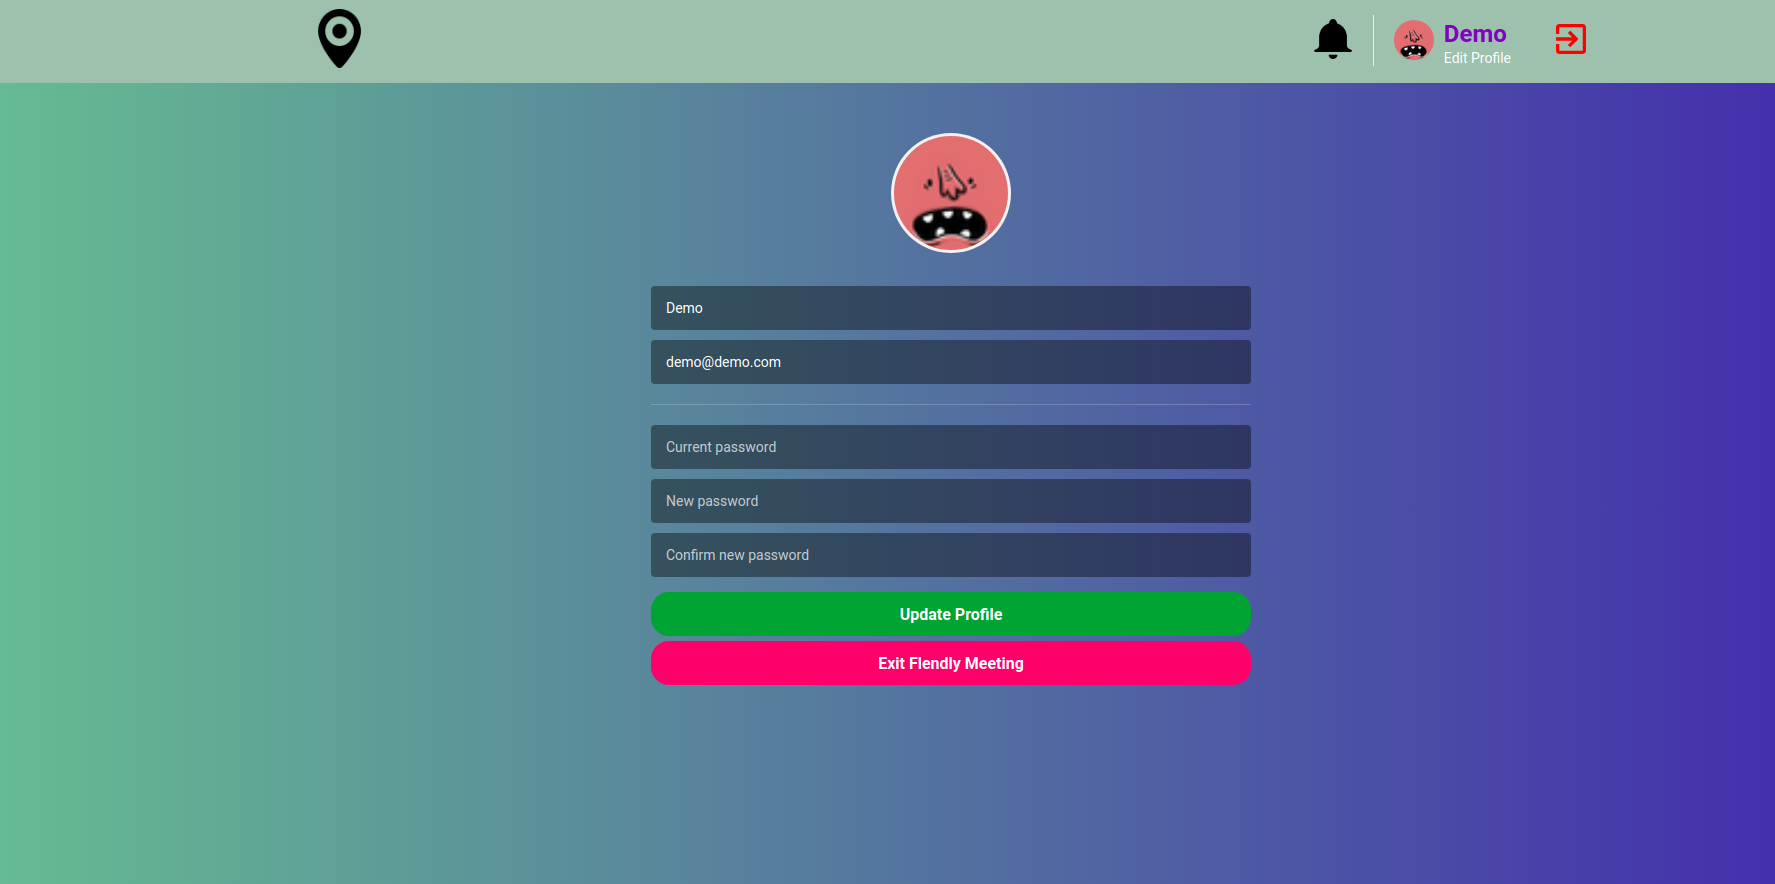 Demo
Edit Profile
Demo
demo@demo.com
Current password
New password
Confirm new password
Update Profile
Exit Flendly Meeting